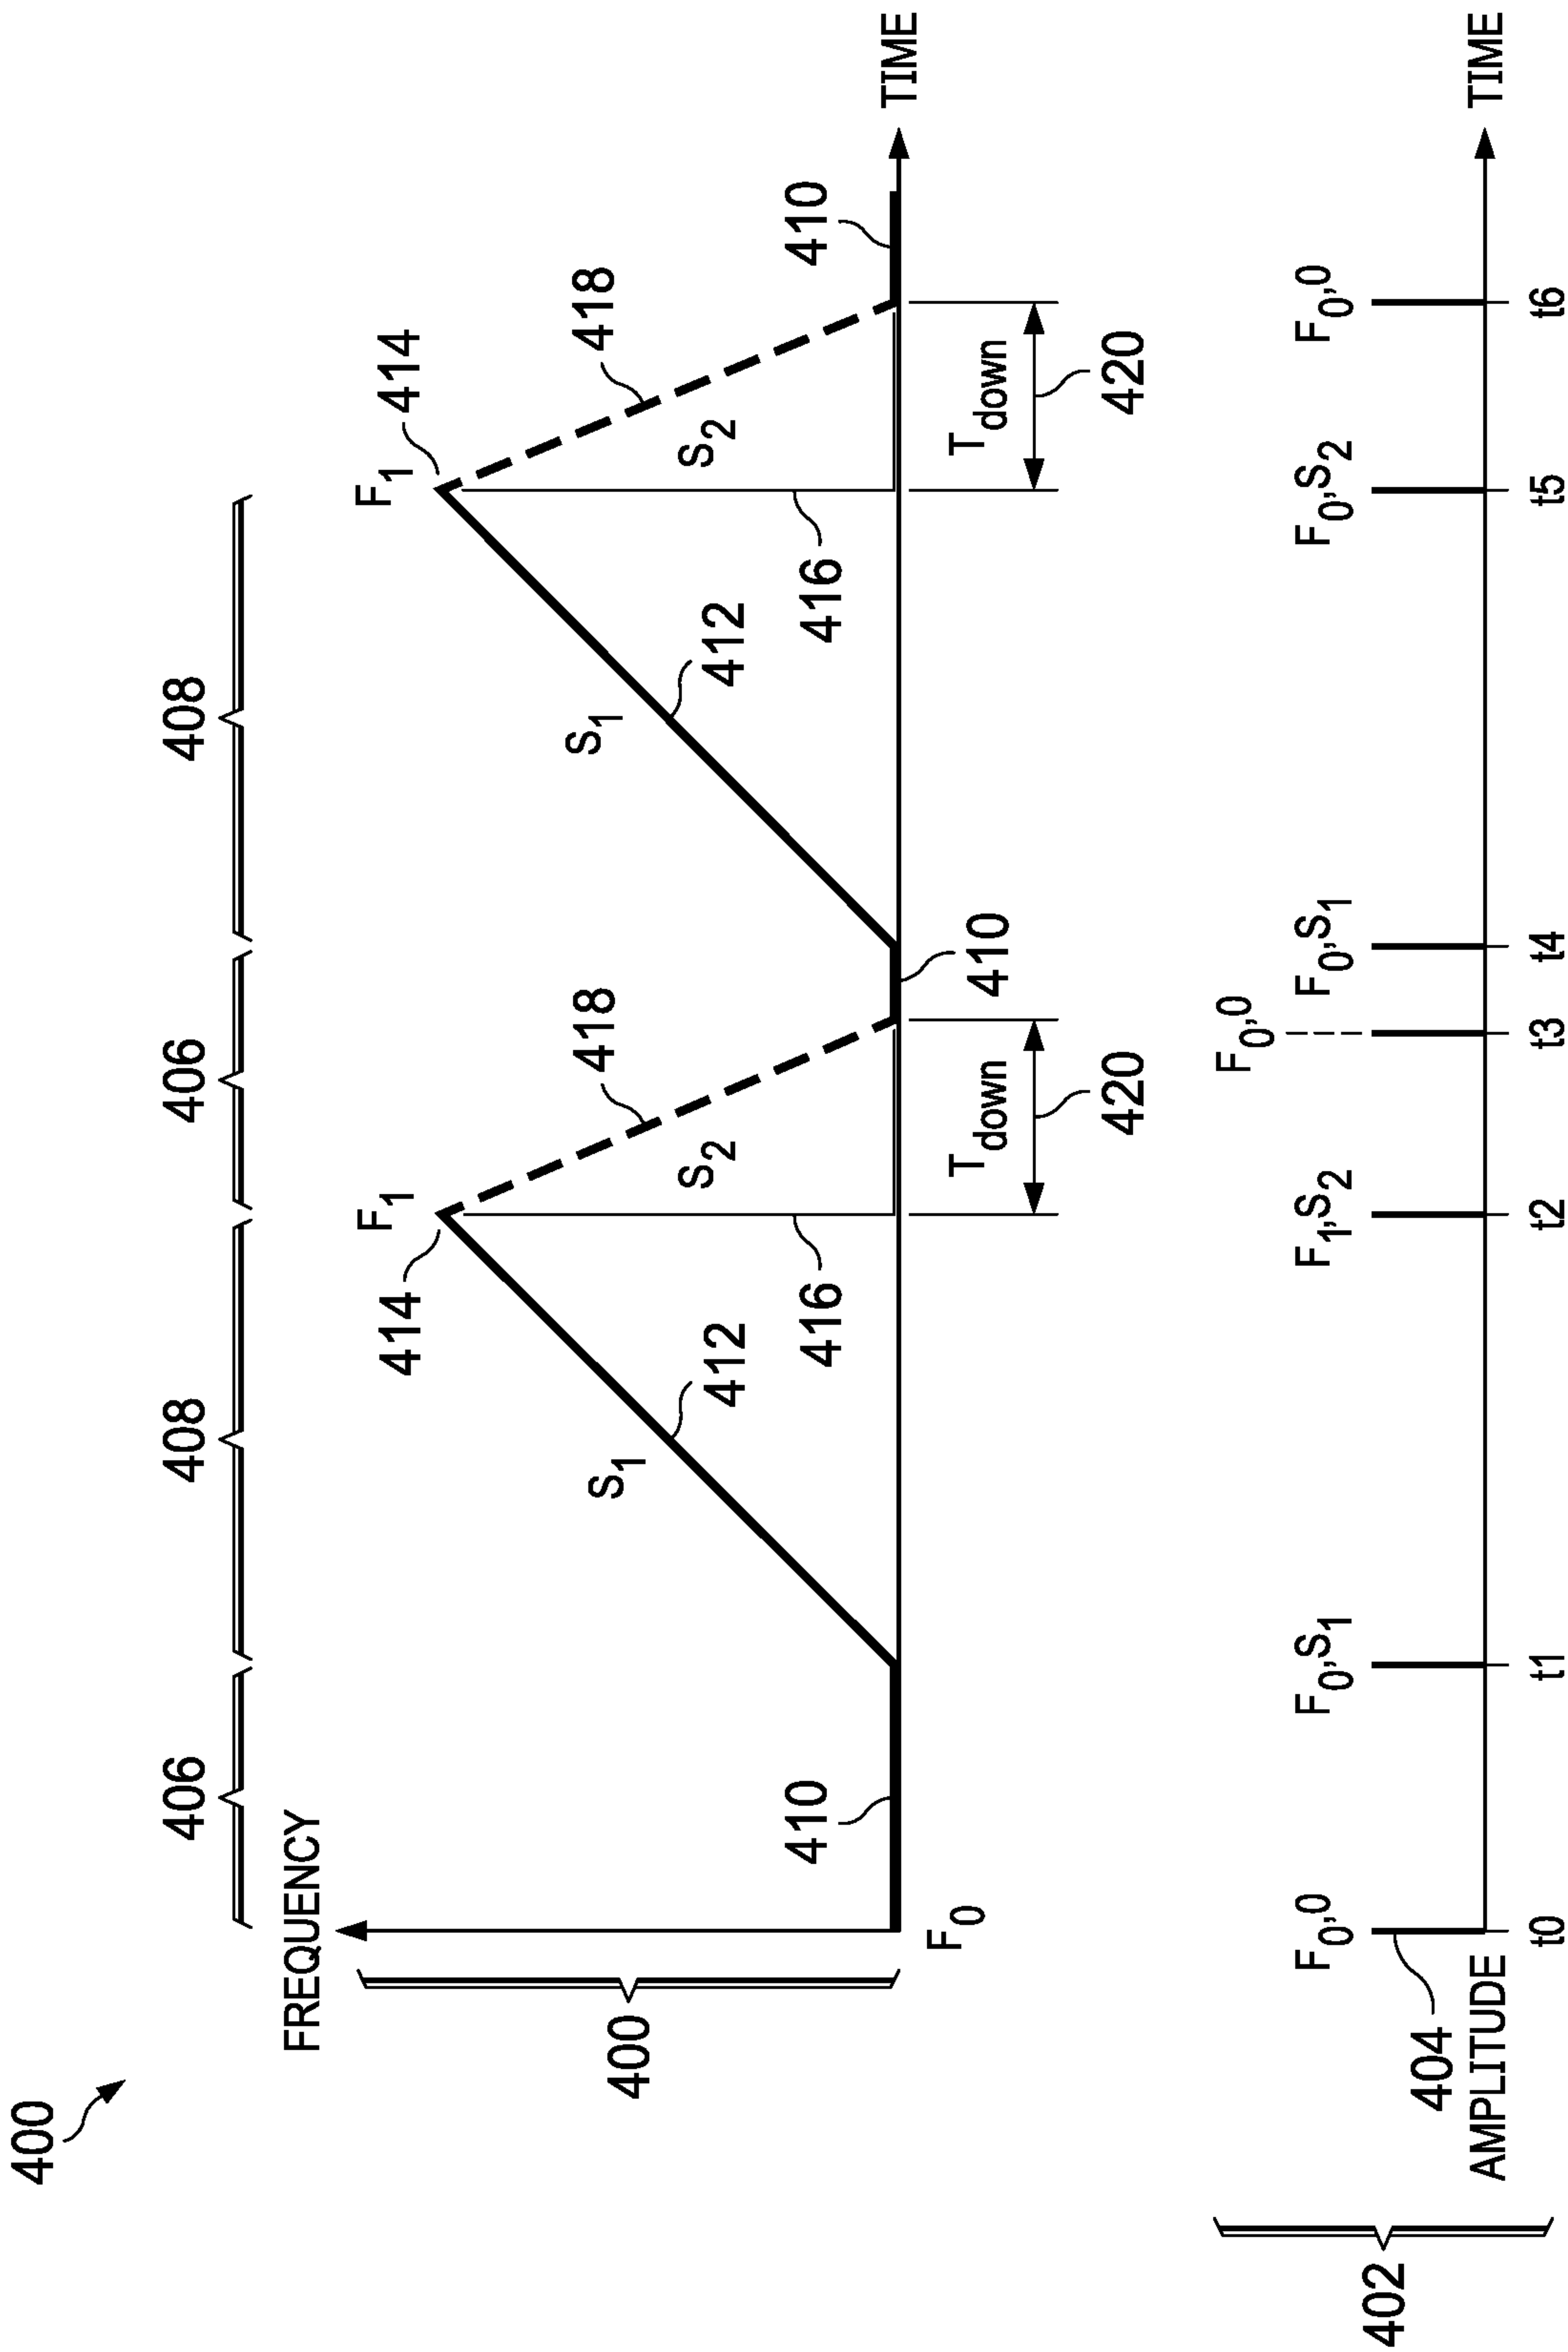 400
406
408
406
408
FREQUENCY
F1
414
F1
414
400
S1
412
S2
418
S1
412
S2
418
410
416
416
410
F0
410
TIME
Tdown
Tdown
420
420
402
F0,0
F0,S1
F1,S2
F0,0
F0,S1
F0,S2
F0,0
404
AMPLITUDE
TIME
t0
t1
t2
t3
t4
t5
t6